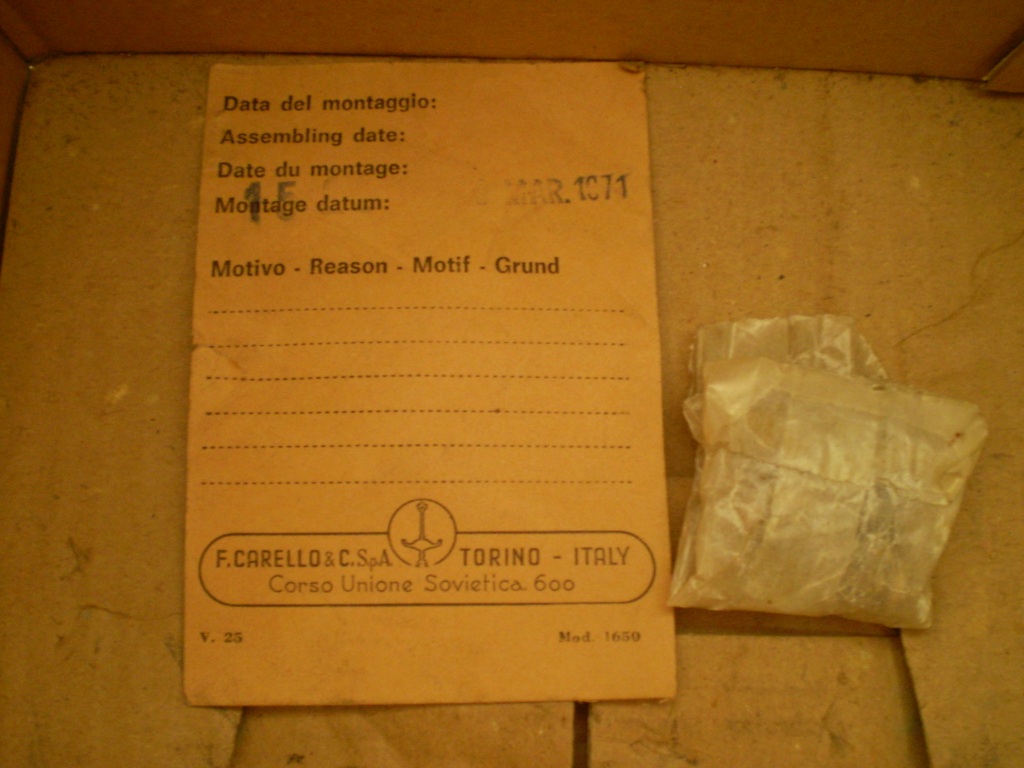 Data del montaggio:
Assembling date:
Date du montage:
Montage datum:
15
MAR. 1971
Motivo - Reason - Motif - Grund
F. CARELLO & C. SpA TORINO - ITALY
Corso Unione Sovietica 600
V. 25 Mod. 1650